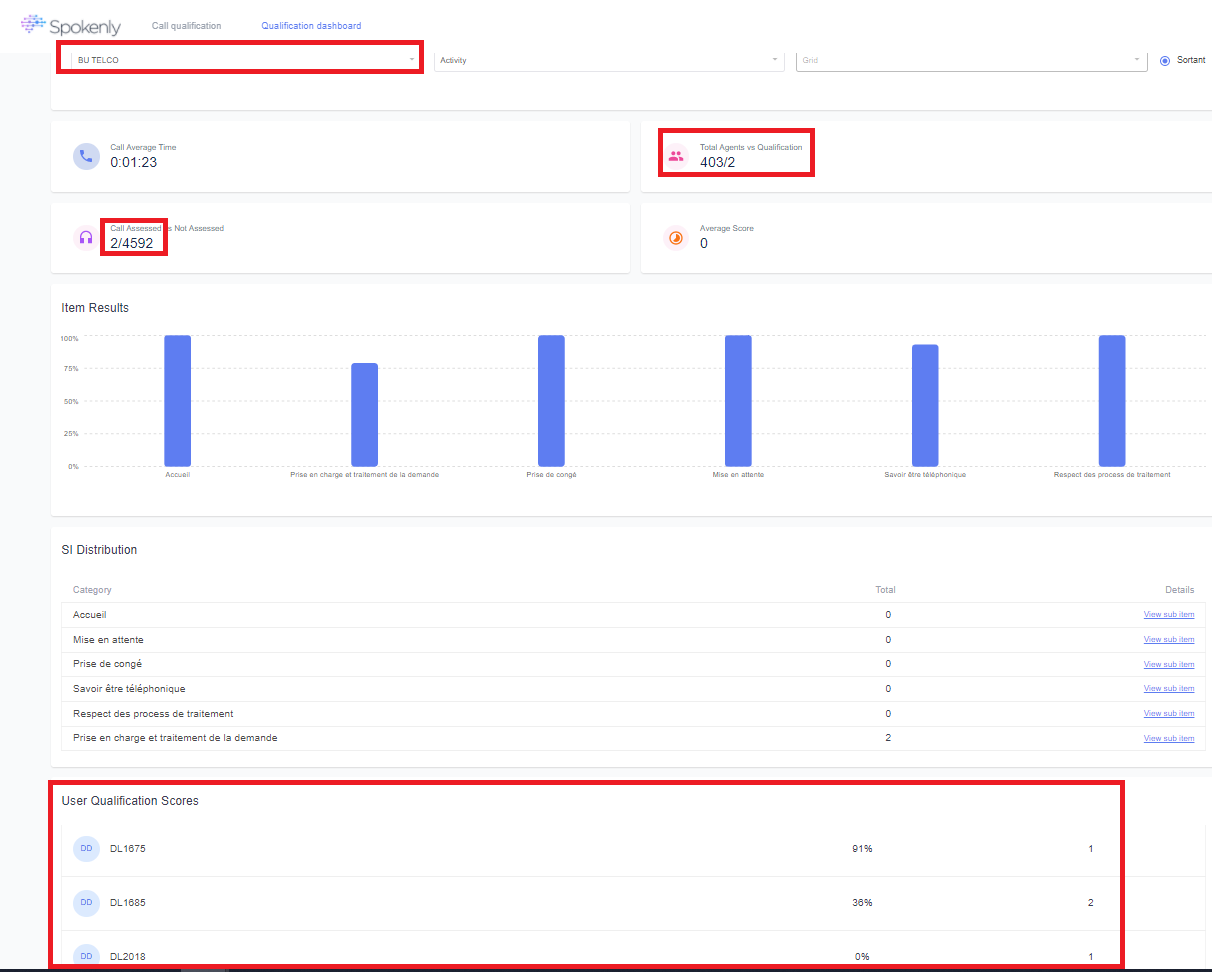 Spokenly Call qualification Qualification dashboard
BU TELCO Activity Grid Sortant
Call Average Time
0:01:23
Total Agents vs Qualification
403/2
Call Assessed s Not Assessed
2/4592
Average Score
0
Item Results
100%
75%
50%
25%
0%
Accueil Prise en charge et traitement de la demande Prise de congé Mise en attente Savoir être téléphonique Respect des process de traitement
SI Distribution
Category Total Details
Accueil 0 View sub item
Mise en attente 0 View sub item
Prise de congé 0 View sub item
Savoir être téléphonique 0 View sub item
Respect des process de traitement 0 View sub item
Prise en charge et traitement de la demande 2 View sub item
User Qualification Scores
DD DL1675 91% 1
DD DL1685 36% 2
DD DL2018 0% 1